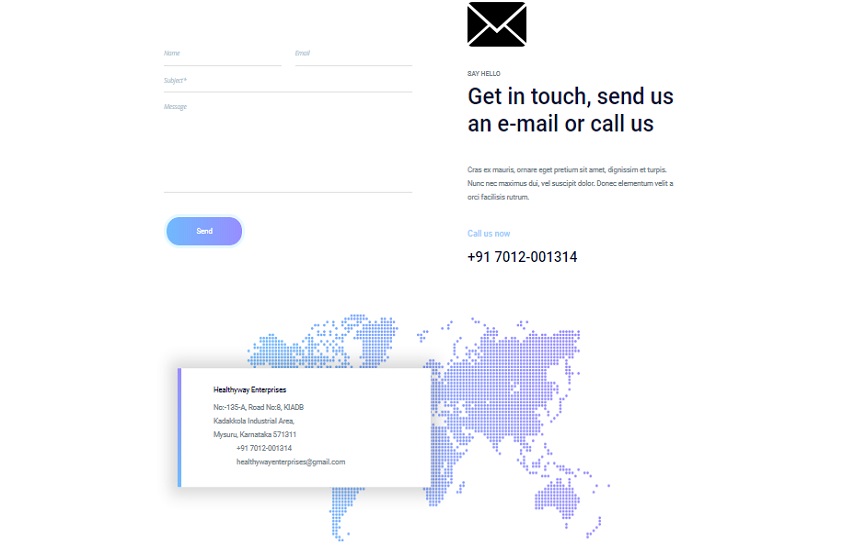 Name
Email
Subject*
Message
Send
SAY HELLO
Get in touch, send us
an e-mail or call us
Cras ex mauris, ornare eget pretium sit amet, dignissim et turpis.
Nunc nec maximus dui, vel suscipit dolor. Donec elementum velit a
orci facilisis rutrum.
Call us now
+91 7012-001314
Healthyway Enterprises
No:-135-A, Road No:8, KIADB
Kadakkola Industrial Area,
Mysuru, Karnataka 571311
+91 7012-001314
healthywayenterprises@gmail.com